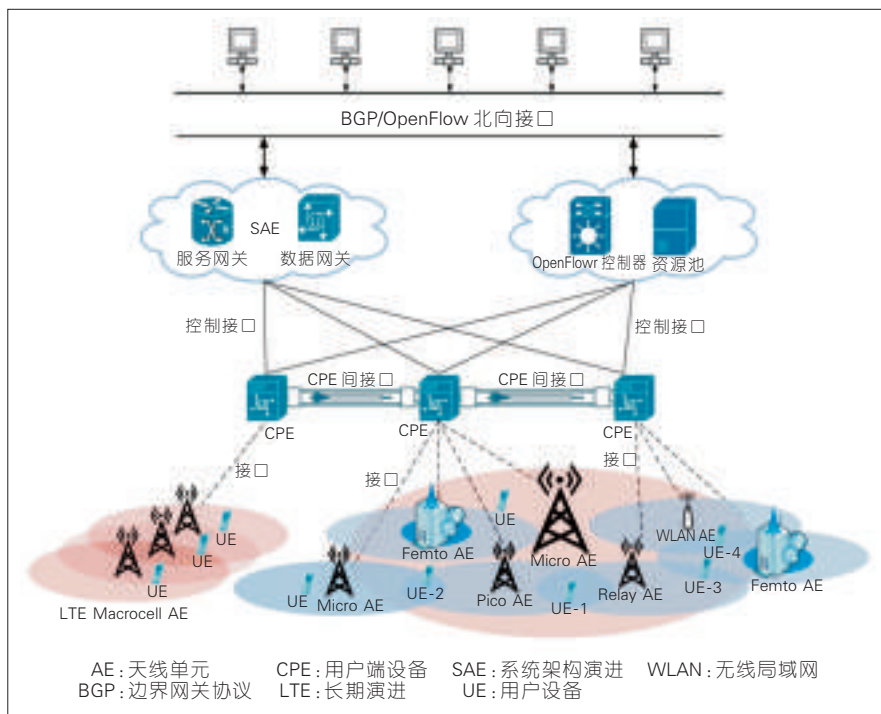 BGP/OpenFlow 北向接口
SAE
服务网关 数据网关
OpenFlowr 控制器 资源池
控制接口 控制接口
CPE 间接口 CPE 间接口
CPE CPE CPE
接口 接口 接口
UE UE
WLAN AE
UE Femto AE Micro AE UE-4
UE Micro AE UE-2 Pico AE UE-1 Relay AE UE-3 Femto AE
UE UE
LTE Macrocell AE
AE:天线单元 CPE:用户端设备 SAE:系统架构演进 WLAN:无线局域网
BGP:边界网关协议 LTE:长期演进 UE:用户设备